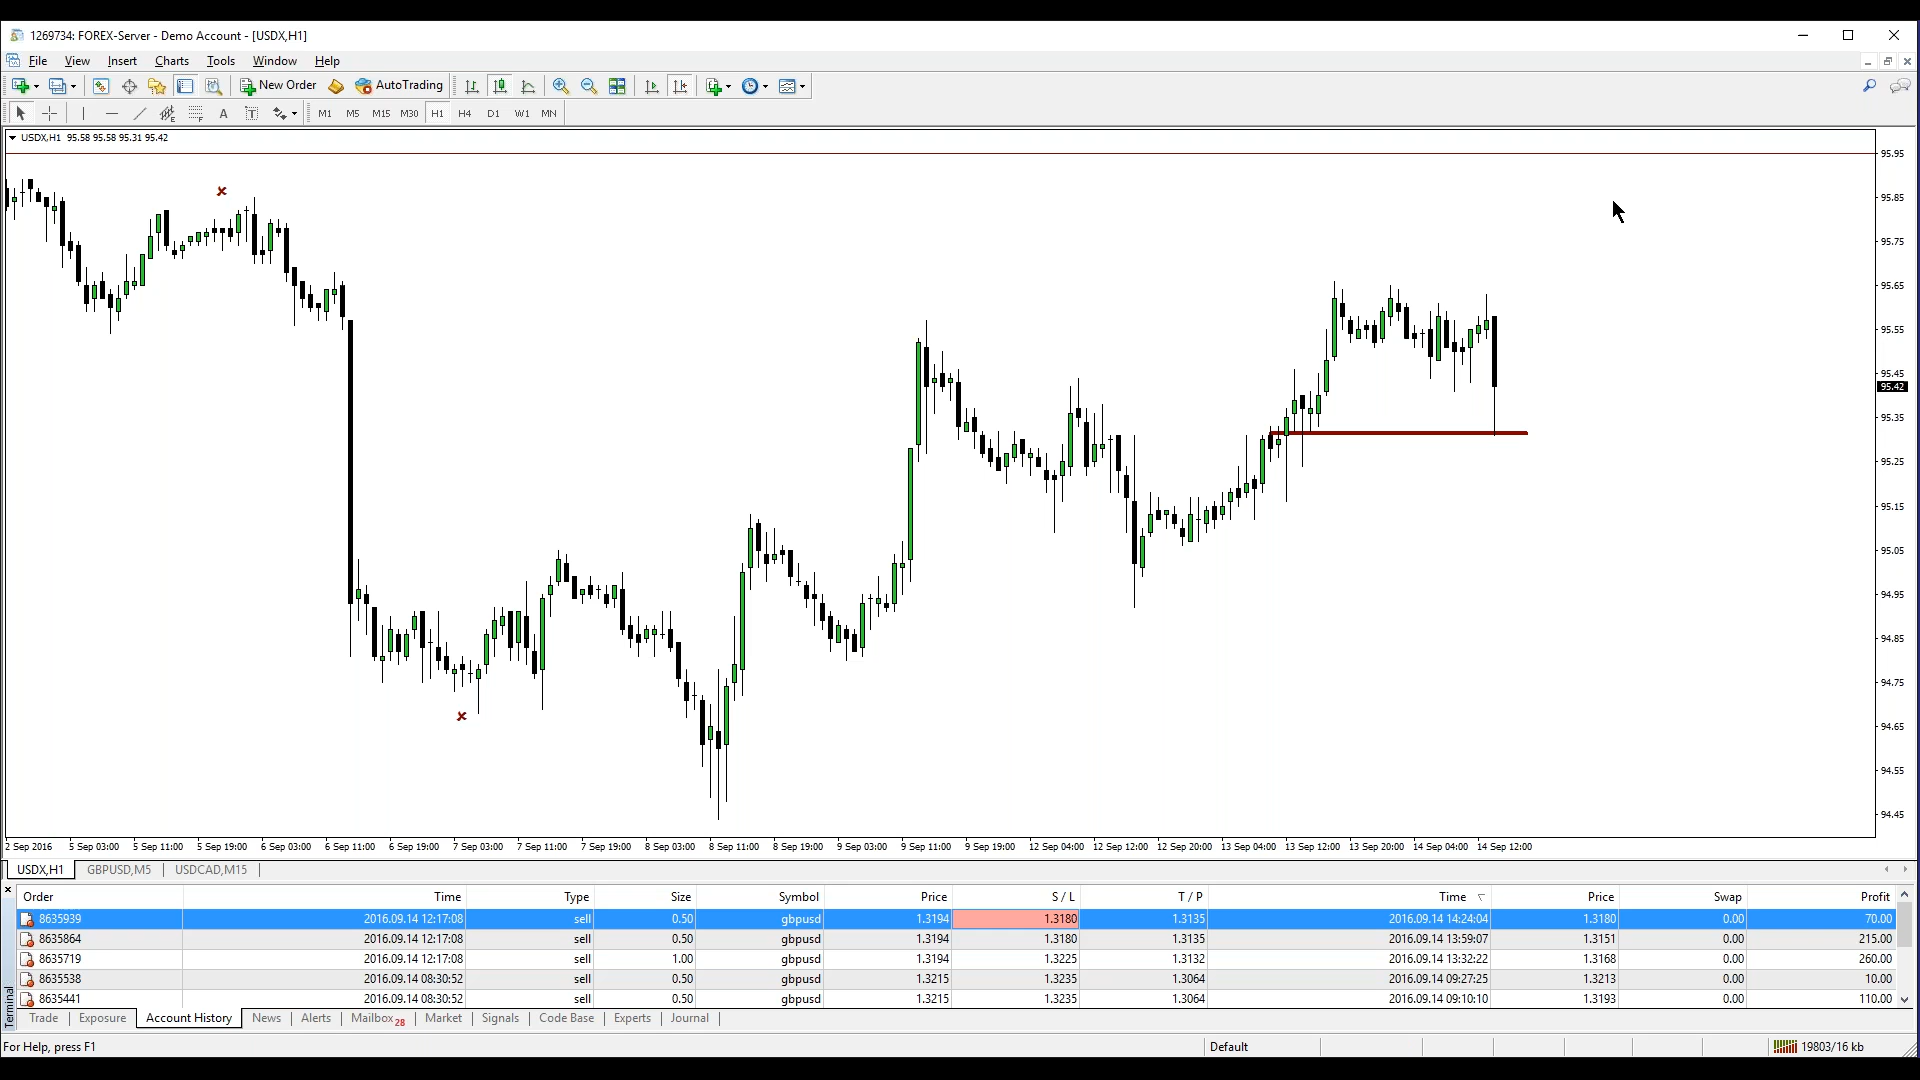 1269734: FOREX-Server - Demo Account - [USDX,H1]
File View Insert Charts Tools Window Help
New Order AutoTrading
A T M1 M5 M15 M30 H1 H4 D1 W1 MN
USDX,H1 95.58 95.58 95.31 95.42
95.95
95.85
95.75
95.65
95.55
95.45
95.42
95.35
95.25
95.15
95.05
94.95
94.85
94.75
94.65
94.55
94.45
2 Sep 2016 5 Sep 03:00 5 Sep 11:00 5 Sep 19:00 6 Sep 03:00 6 Sep 11:00 6 Sep 19:00 7 Sep 03:00 7 Sep 11:00 7 Sep 19:00 8 Sep 03:00 8 Sep 11:00 8 Sep 19:00 9 Sep 03:00 9 Sep 11:00 9 Sep 19:00 12 Sep 04:00 12 Sep 12:00 12 Sep 20:00 13 Sep 04:00 13 Sep 12:00 13 Sep 20:00 14 Sep 04:00 14 Sep 12:00
USDX,H1 GBPUSD,M5 USDCAD,M15
Order Time Type Size Symbol Price S / L T / P Time Price Swap Profit
8635939 2016.09.14 12:17:08 sell 0.50 gbpusd 1.3194 1.3180 1.3135 2016.09.14 14:24:04 1.3180 0.00 70.00
8635864 2016.09.14 12:17:08 sell 0.50 gbpusd 1.3194 1.3180 1.3135 2016.09.14 13:59:07 1.3151 0.00 215.00
8635719 2016.09.14 12:17:08 sell 1.00 gbpusd 1.3194 1.3225 1.3132 2016.09.14 13:32:22 1.3168 0.00 260.00
8635538 2016.09.14 08:30:52 sell 0.50 gbpusd 1.3215 1.3235 1.3064 2016.09.14 09:27:25 1.3213 0.00 10.00
8635441 2016.09.14 08:30:52 sell 0.50 gbpusd 1.3215 1.3235 1.3064 2016.09.14 09:10:10 1.3193 0.00 110.00
Terminal
Trade Exposure Account History News Alerts Mailbox 28 Market Signals Code Base Experts Journal
For Help, press F1 Default 19803/16 kb